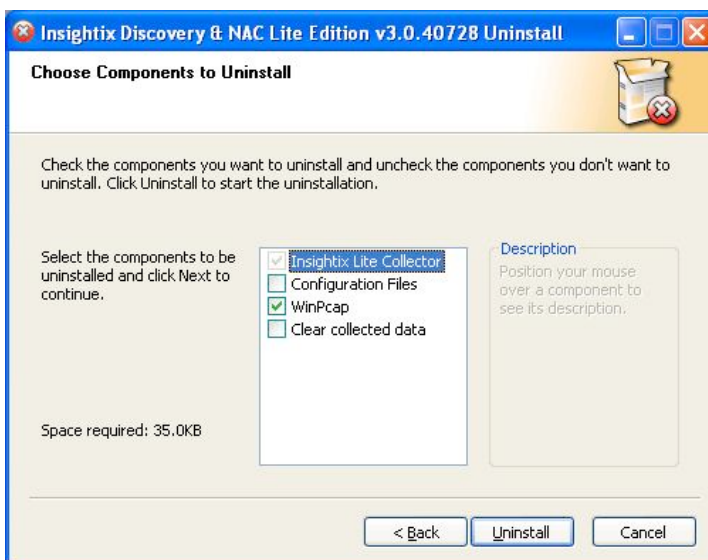 Insightix Discovery & NAC Lite Edition v3.0.40728 Uninstall
Choose Components to Uninstall
Check the components you want to uninstall and uncheck the components you don't want to
uninstall. Click Uninstall to start the uninstallation.
Select the components to be
uninstalled and click Next to
continue.
Insightix Lite Collector
Configuration Files
WinPcap
Clear collected data
Description
Position your mouse
over a component to
see its description.
Space required: 35.0KB
< Back
Uninstall
Cancel